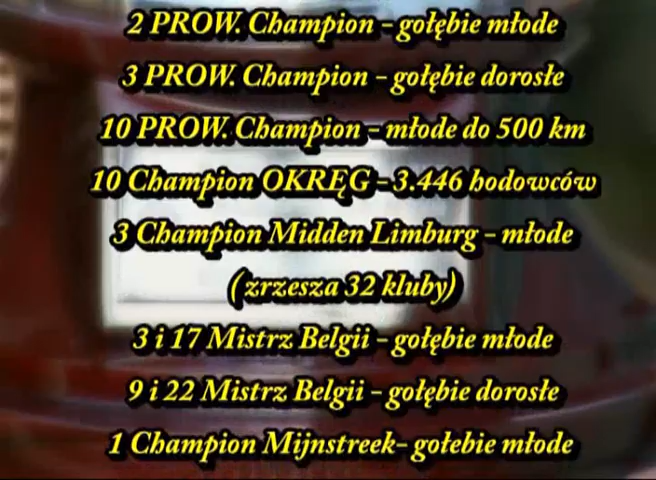 2 PROW. Champion - gołębie młode
3 PROW. Champion - gołębie dorosłe
10 PROW. Champion - młode do 500 km
10 Champion OKRĘG - 3.446 hodowców
3 Champion Midden Limburg - młode
(zrzesza 32 kluby)
3 i 17 Mistrz Belgii - gołębie młode
9 i 22 Mistrz Belgii - gołębie dorosłe
1 Champion Mijnstreek- gołebie młode